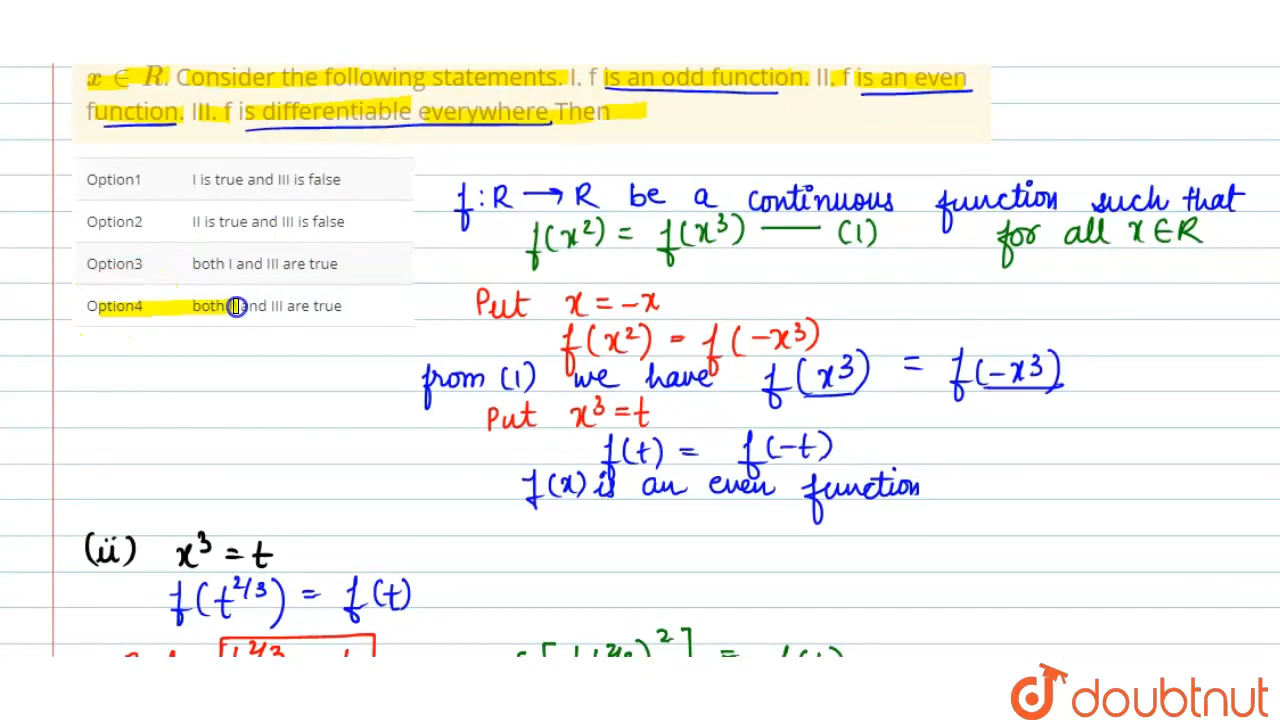 x ∈ R. Consider the following statements. I. f is an odd function. II. f is an even
function. III. f is differentiable everywhere Then
Option1 I is true and III is false
Option2 II is true and III is false
Option3 both I and III are true
Option4 both II and III are true
f : R → R be a continuous function such that
f(x²) = f(x³) — (1) for all x ∈ R
Put x = -x
f(x²) = f(-x³)
from (1) we have f(x³) = f(-x³)
Put x³ = t
f(t) = f(-t)
f(x) is an even function
(ii) x³ = t
f(t^2/3) = f(t)
doubtnut